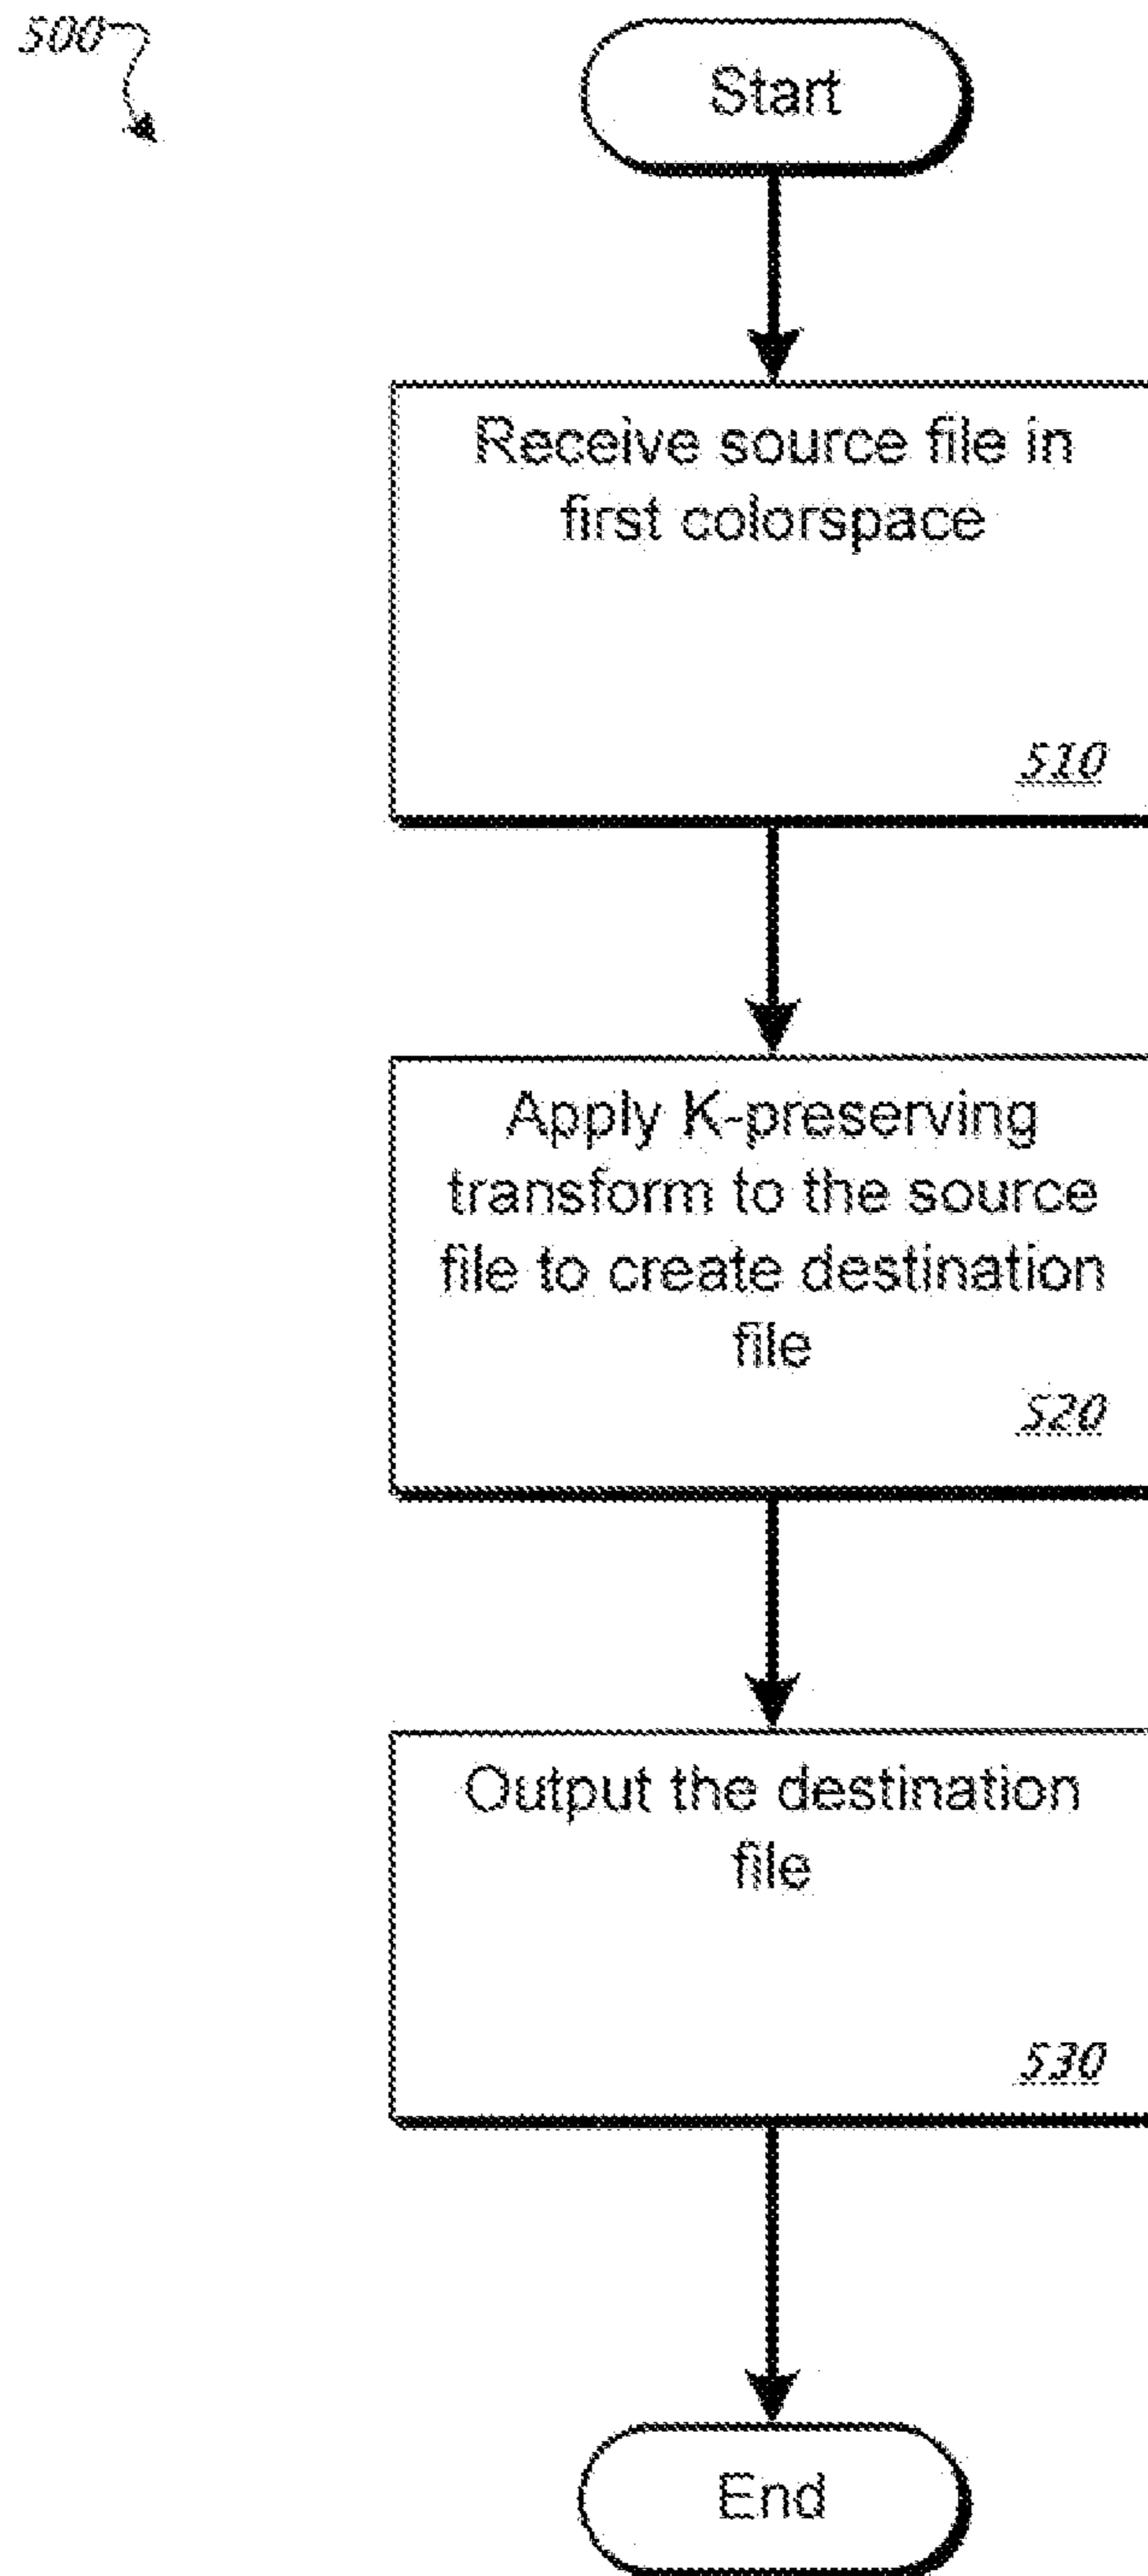 500
Start
Receive source file in
first colorspace
510
Apply K-preserving
transform to the source
file to create destination
file
520
Output the destination
file
530
End